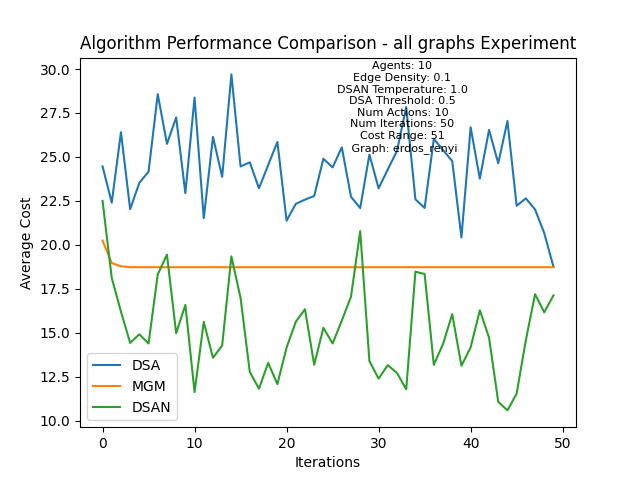 Algorithm Performance Comparison - all graphs Experiment
Agents: 10
Edge Density: 0.1
DSAN Temperature: 1.0
DSA Threshold: 0.5
Num Actions: 10
Num Iterations: 50
Cost Range: 51
Graph: erdos_renyi
30.0
27.5
25.0
22.5
20.0
17.5
15.0
12.5
10.0
Average Cost
DSA
MGM
DSAN
0 10 20 30 40 50
Iterations